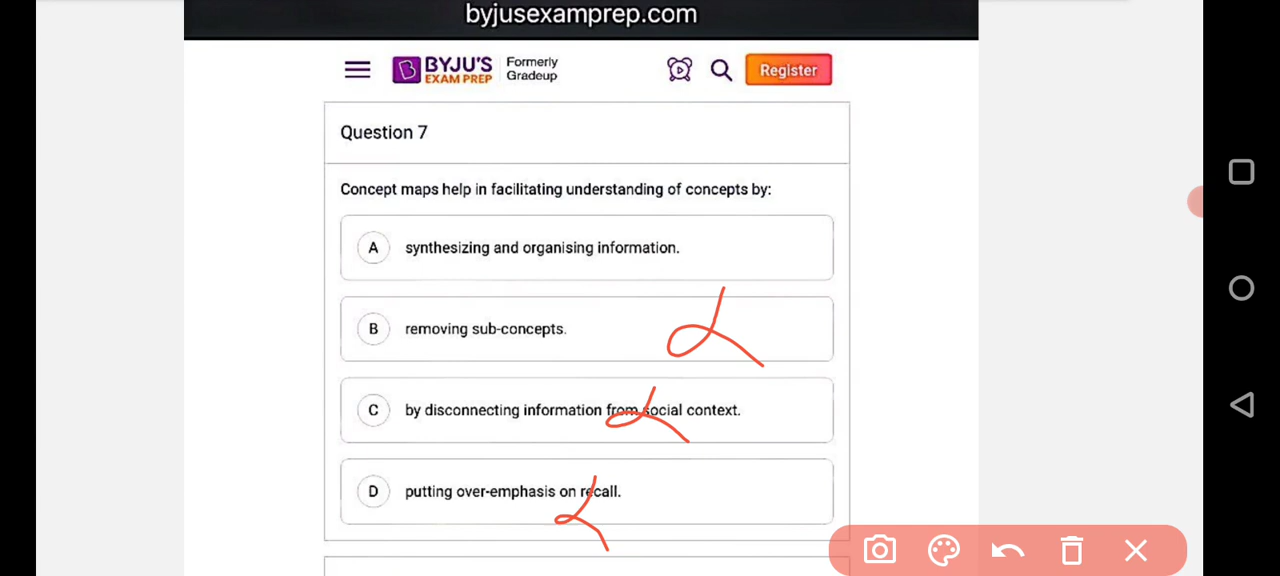 byjusexamprep.com
BYJU'S Formerly
EXAM PREP Gradeup
Register
Question 7
Concept maps help in facilitating understanding of concepts by:
A synthesizing and organising information.
B removing sub-concepts.
C by disconnecting information from social context.
D putting over-emphasis on recall.